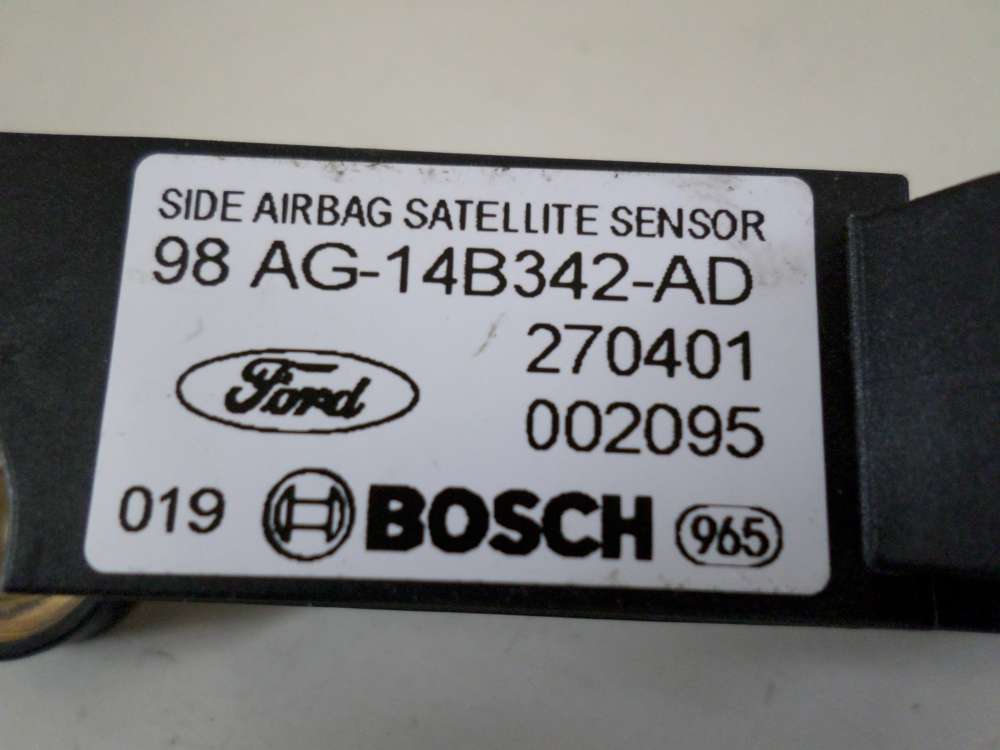 SIDE AIRBAG SATELLITE SENSOR
98 AG-14B342-AD
270401
Ford
002095
019 BOSCH 965